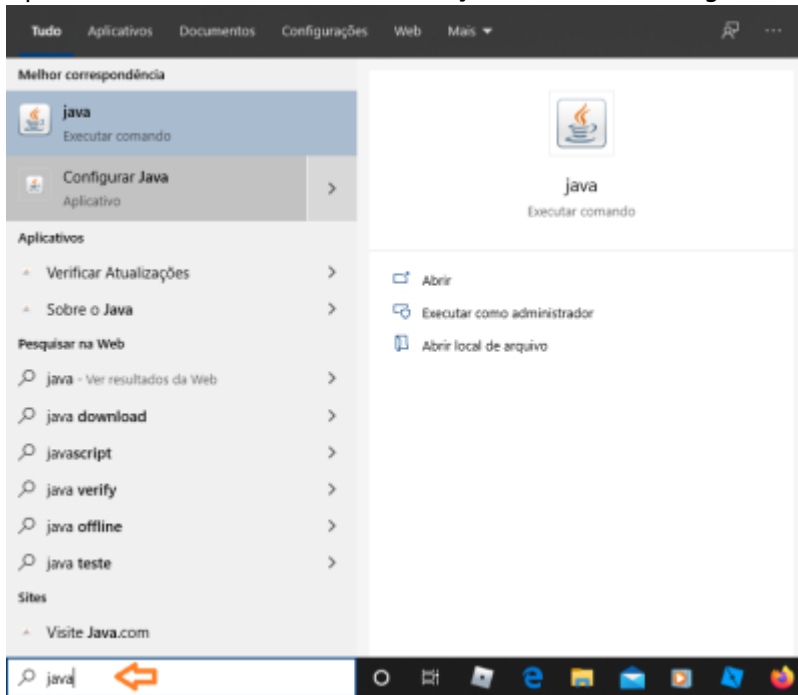 Tudo Aplicativos Documentos Configurações Web Mais
Melhor correspondência
java
Executar comando
Configurar Java
Aplicativo
Aplicativos
Verificar Atualizações
Sobre o Java
Pesquisar na Web
java - Ver resultados da Web
java download
javascript
java verify
java offline
java teste
Sites
Visite Java.com
java
java
Executar comando
Abrir
Executar como administrador
Abrir local de arquivo